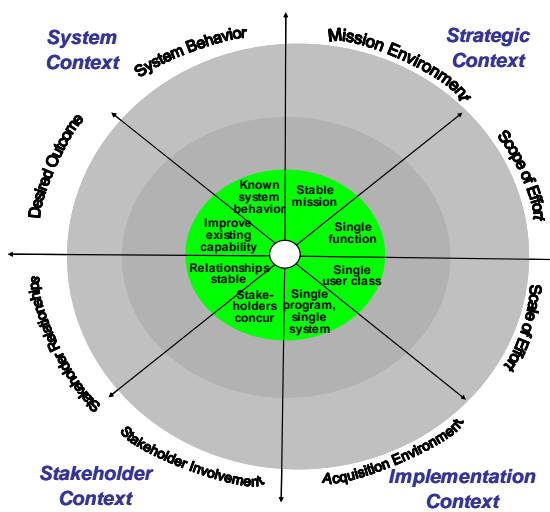 System
Context
System Behavior
Mission Environment
Strategic
Context
Desired Outcome
Scope of Effort
Known
system
behavior
Stable
mission
Improve
existing
capability
Single
function
Relationships
stable
Single
user class
Stake-
holders
concur
Single
program,
single
system
Stakeholder Relationships
Scale of Effort
Stakeholder Involvement
Acquisition Environment
Stakeholder
Context
Implementation
Context